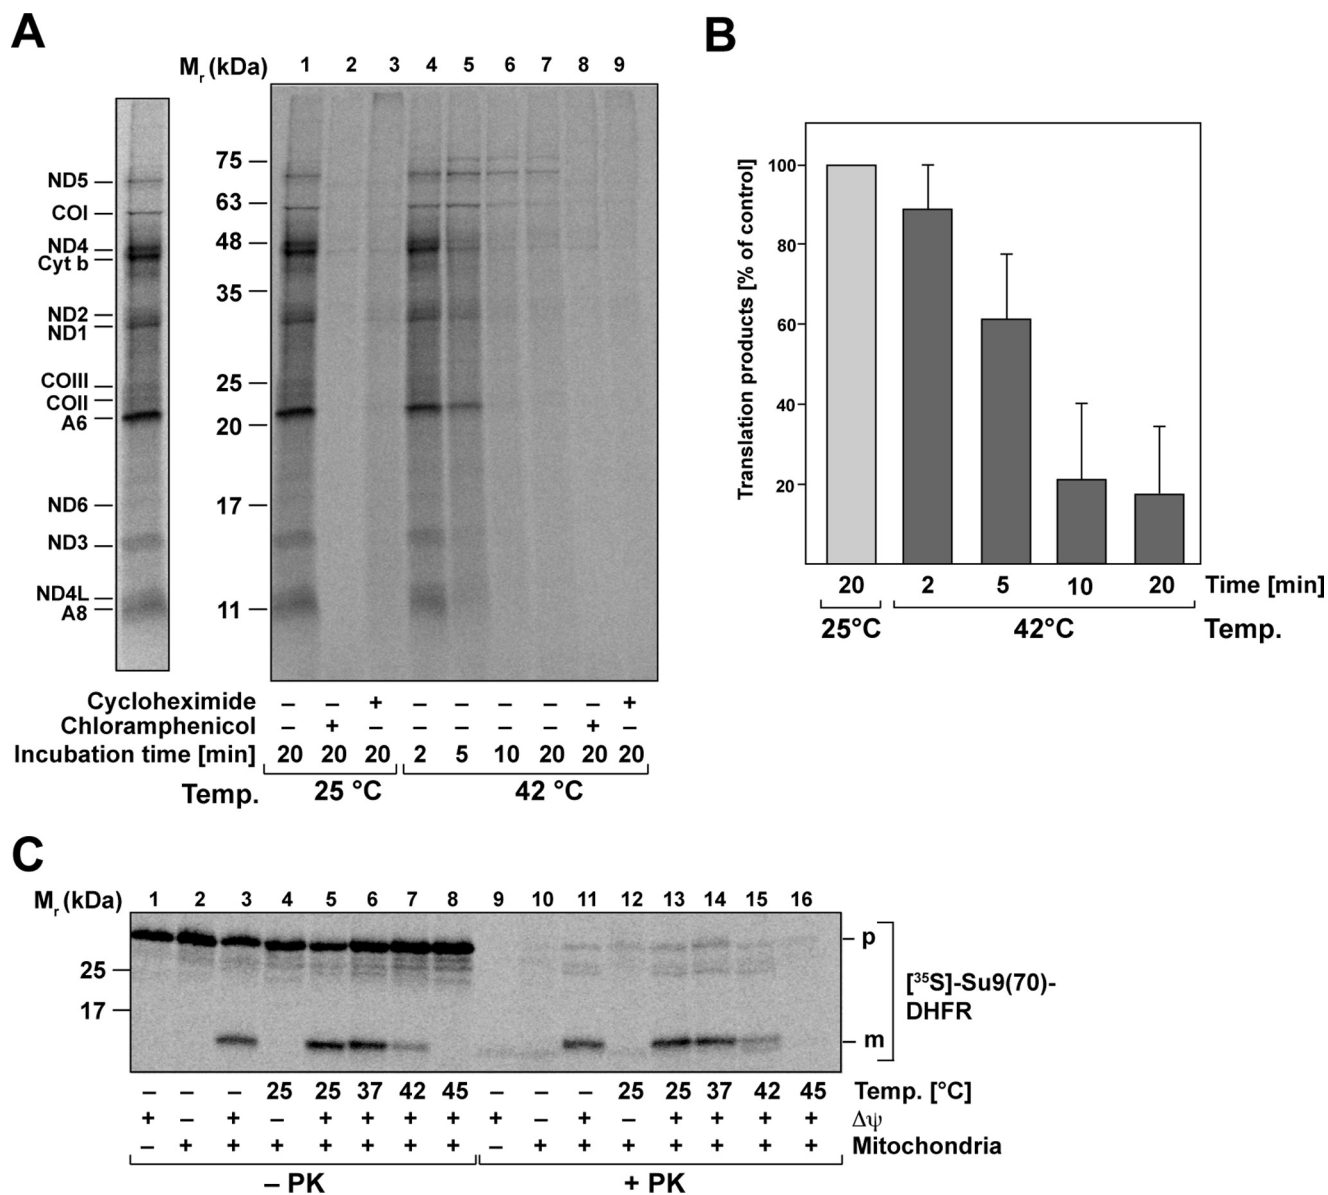 A
Mr (kDa) 1 2 3 4 5 6 7 8 9
ND5
COI
ND4
Cyt b
ND2
ND1
COIII
COII
A6
ND6
ND3
ND4L
A8
75
63
48
35
25
20
17
11
Cycloheximide – – + – – – – – +
Chloramphenicol – + – – – – – + –
Incubation time [min] 20 20 20 2 5 10 20 20 20
Temp. 25 °C 42 °C
B
Translation products [% of control]
100
80
60
40
20
20 2 5 10 20 Time [min]
25°C 42°C Temp.
C
Mr (kDa) 1 2 3 4 5 6 7 8 9 10 11 12 13 14 15 16
25
17
p
[35S]-Su9(70)-
DHFR
m
– – – 25 25 37 42 45 – – – 25 25 37 42 45 Temp. [°C]
+ – + – + + + + + – + – + + + + Δψ
– + + + + + + + – + + + + + + + Mitochondria
– PK + PK